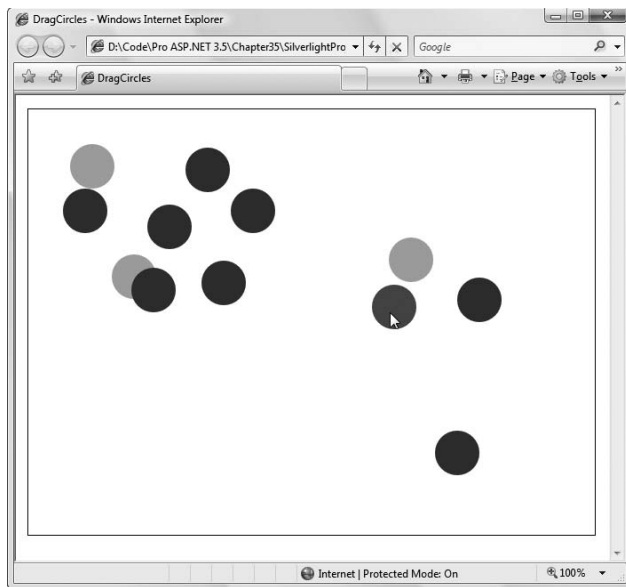 DragCircles - Windows Internet Explorer
D:\Code\Pro ASP.NET 3.5\Chapter35\SilverlightPro
Google
DragCircles
Page
Tools
Internet | Protected Mode: On
100%